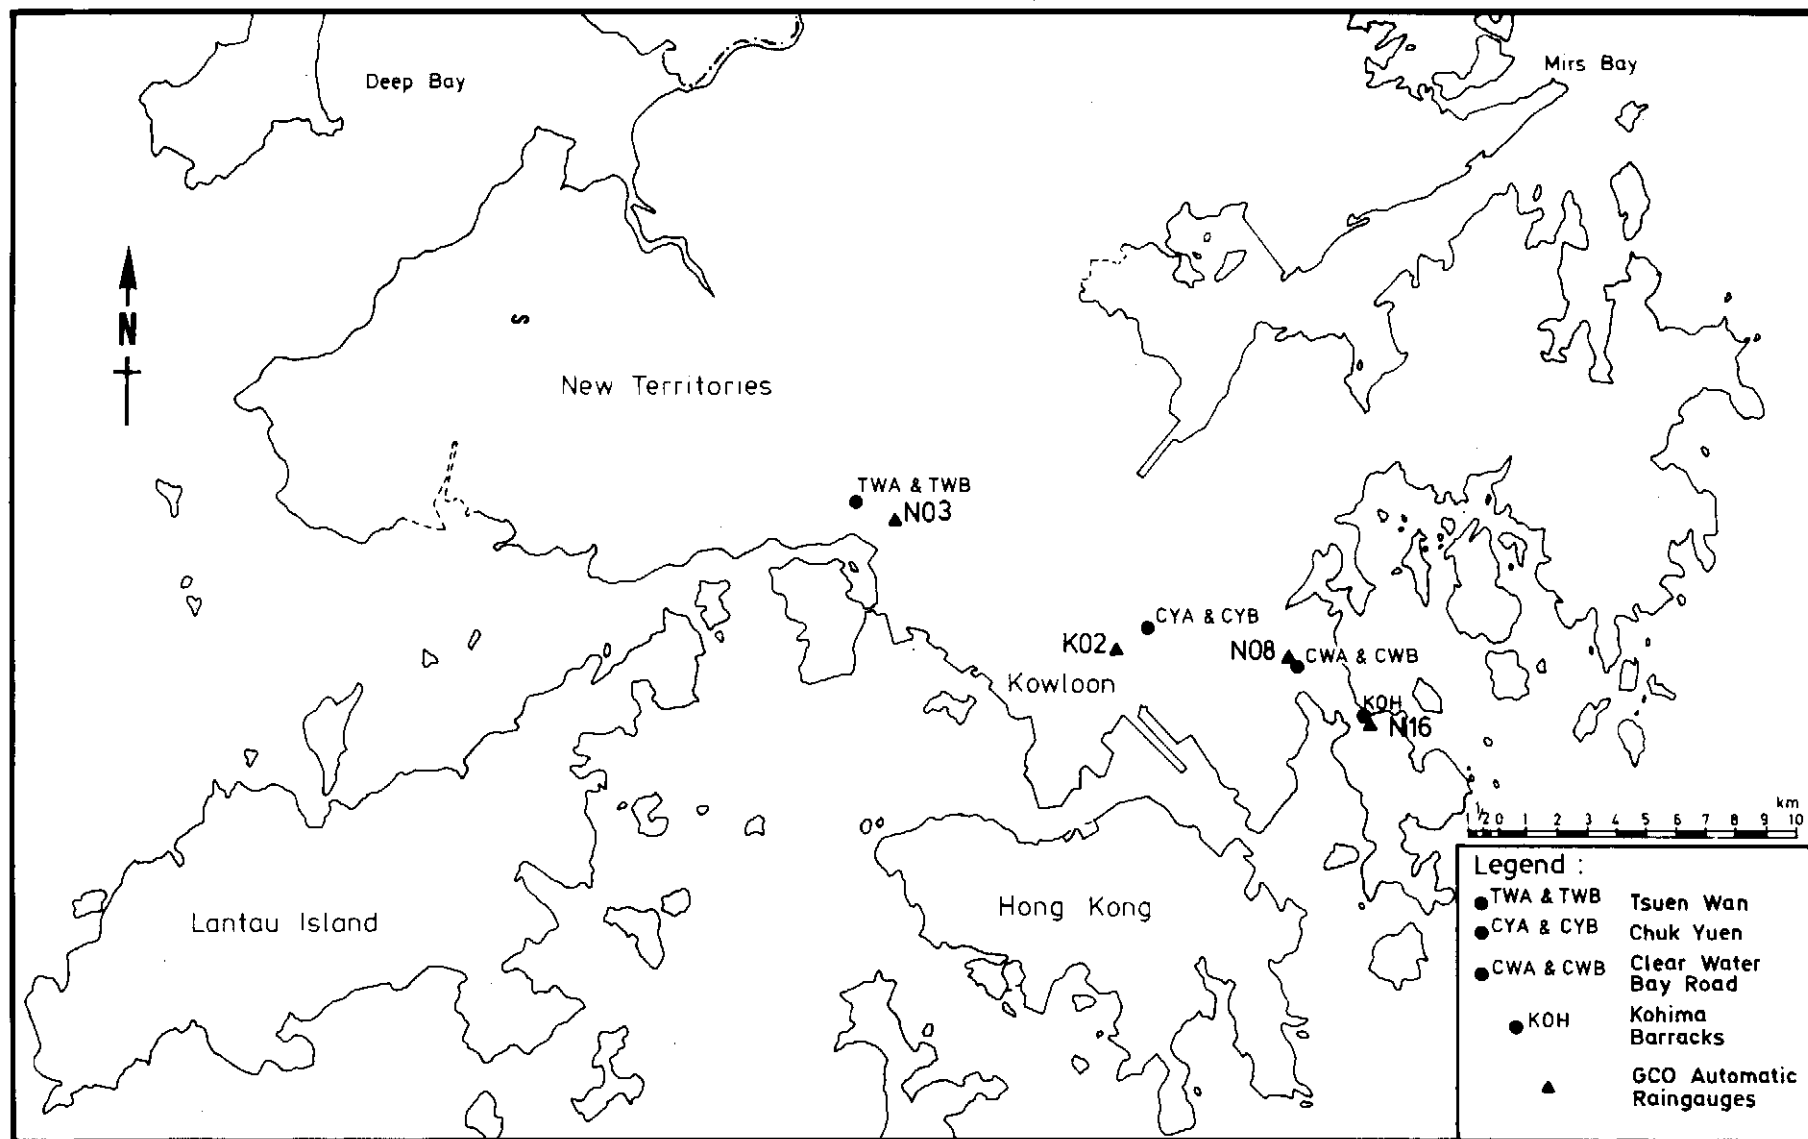 Deep Bay
Mirs Bay
N
S
New Territories
TWA & TWB
N03
CYA & CYB
K02
N08
CWA & CWB
Kowloon
KOH
N16
km
1 1/2 0 1 2 3 4 5 6 7 8 9 10
Hong Kong
Lantau Island
Legend :
TWA & TWB Tsuen Wan
CYA & CYB Chuk Yuen
CWA & CWB Clear Water
Bay Road
KOH Kohima
Barracks
GCO Automatic
Raingauges